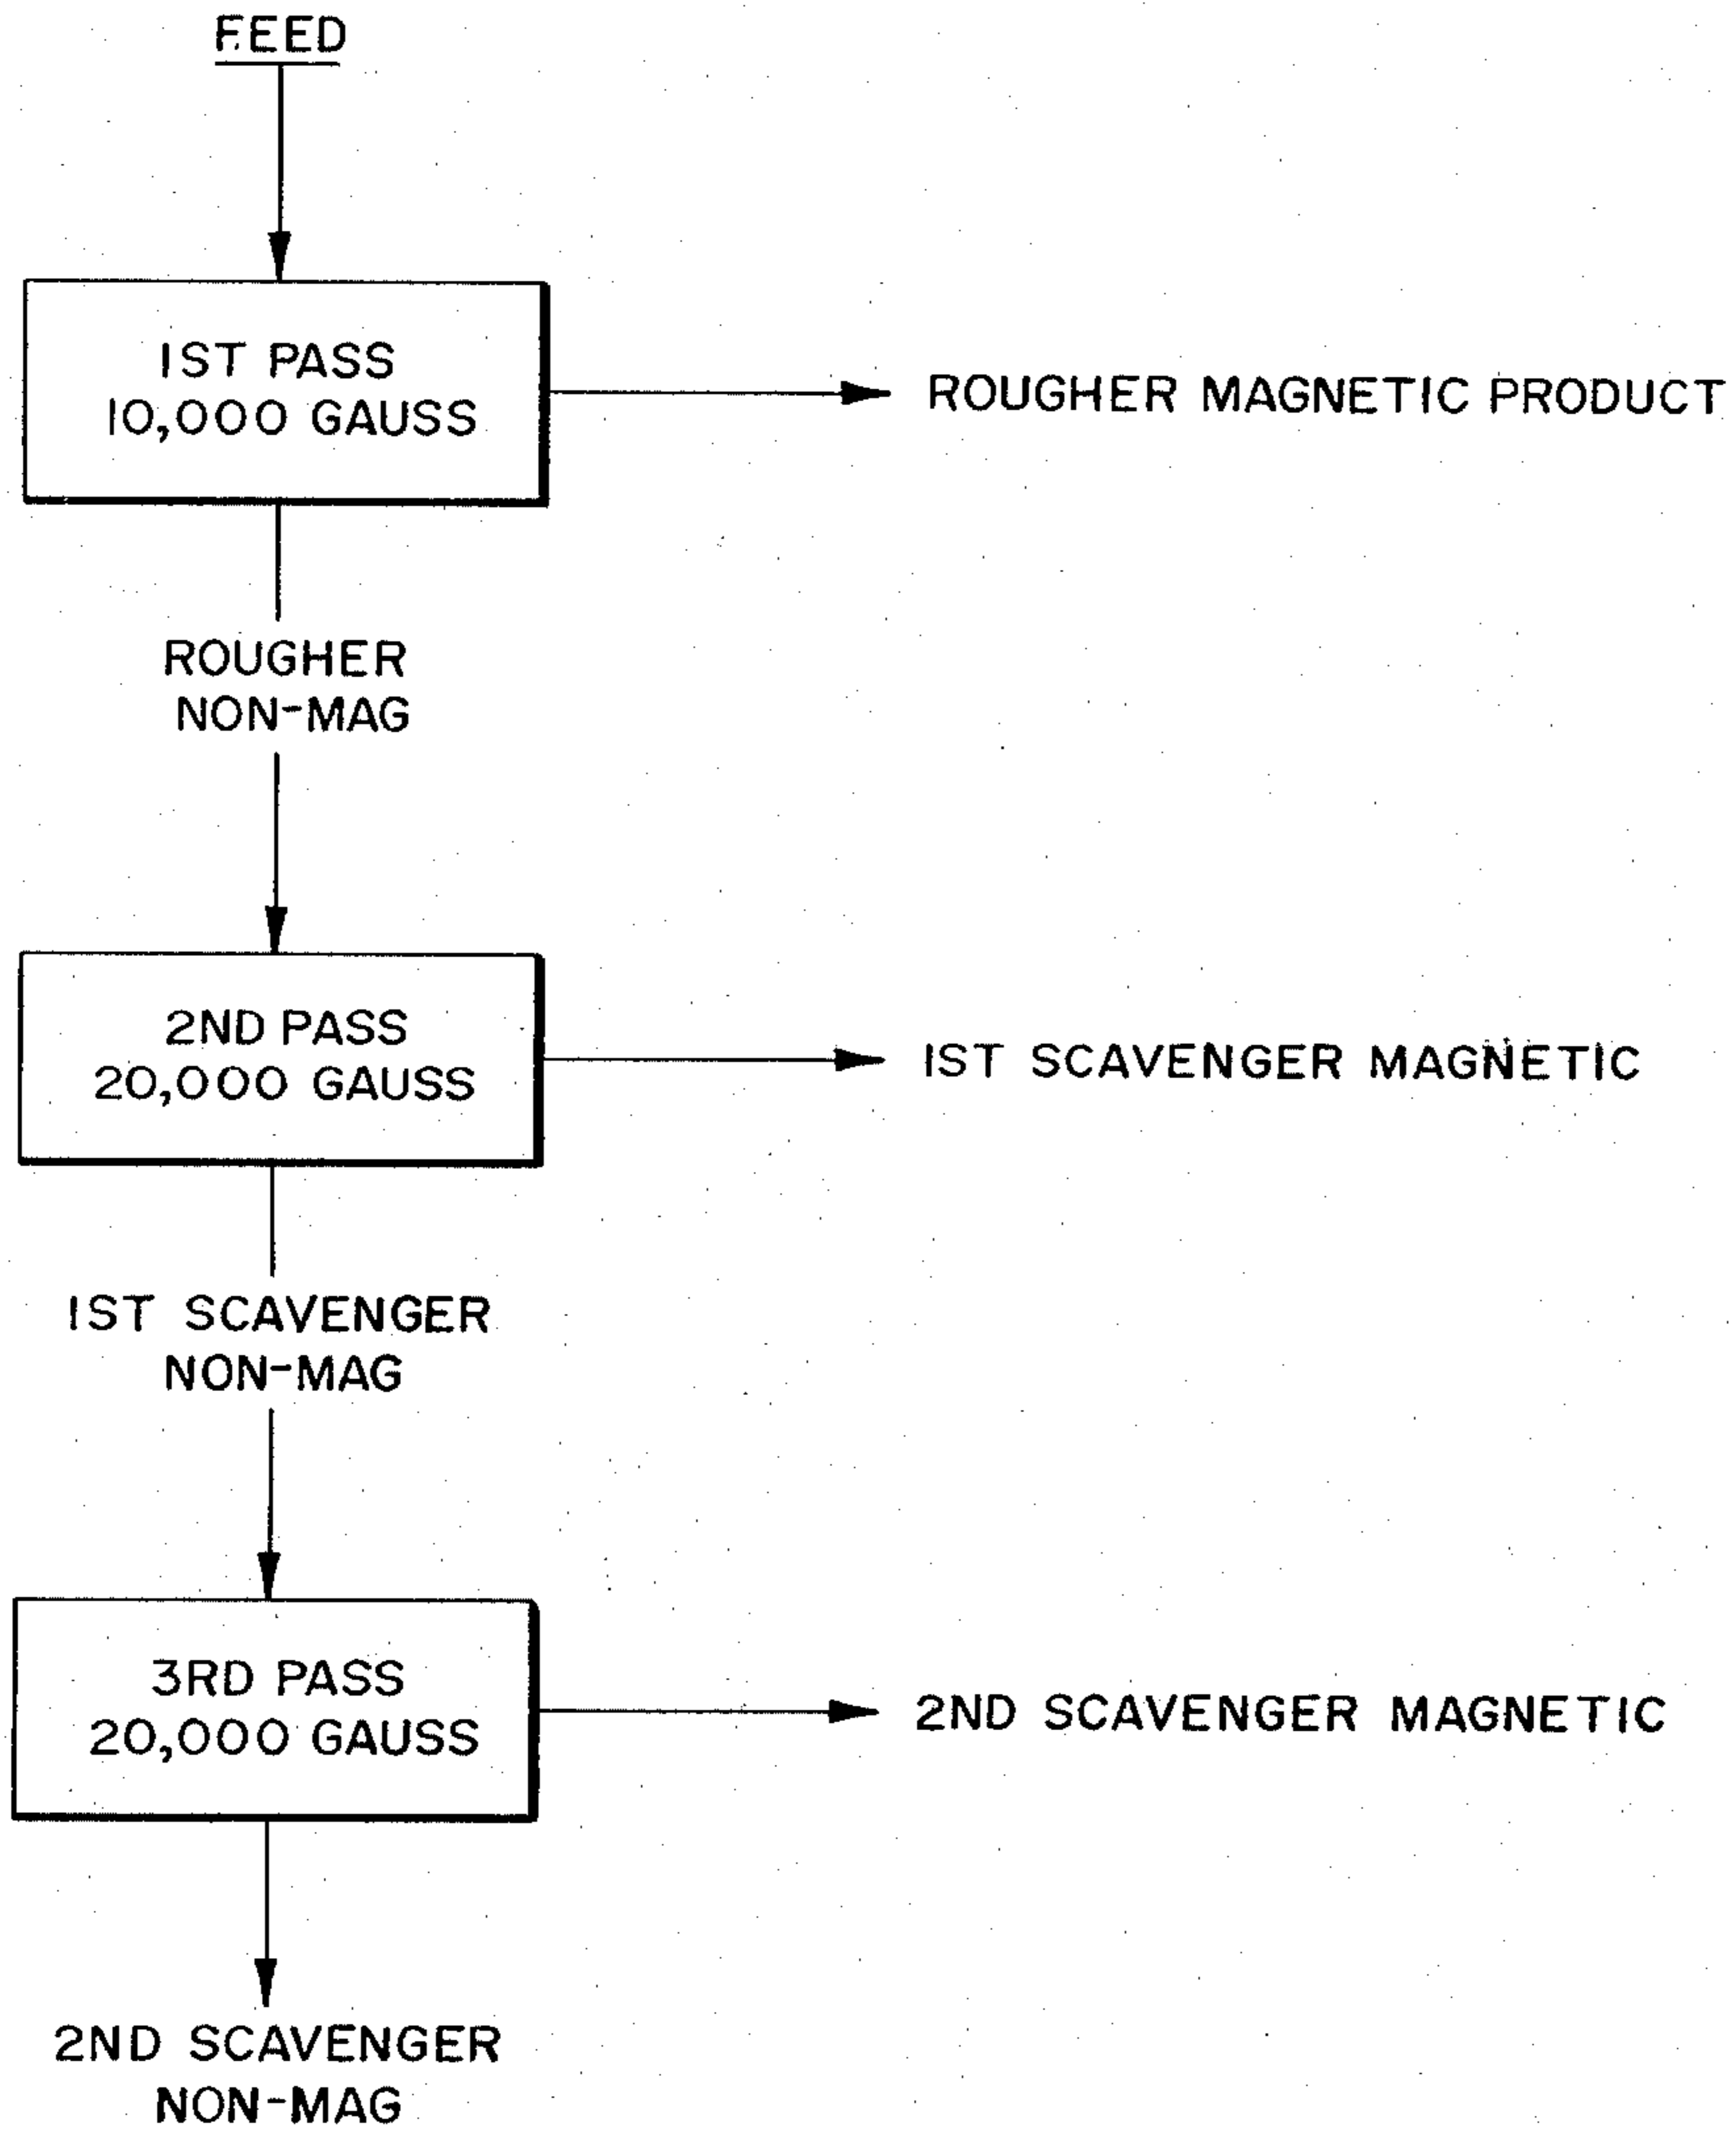 FEED
1ST PASS
10,000 GAUSS
ROUGHER MAGNETIC PRODUCT
ROUGHER
NON-MAG
2ND PASS
20,000 GAUSS
1ST SCAVENGER MAGNETIC
1ST SCAVENGER
NON-MAG
3RD PASS
20,000 GAUSS
2ND SCAVENGER MAGNETIC
2ND SCAVENGER
NON-MAG